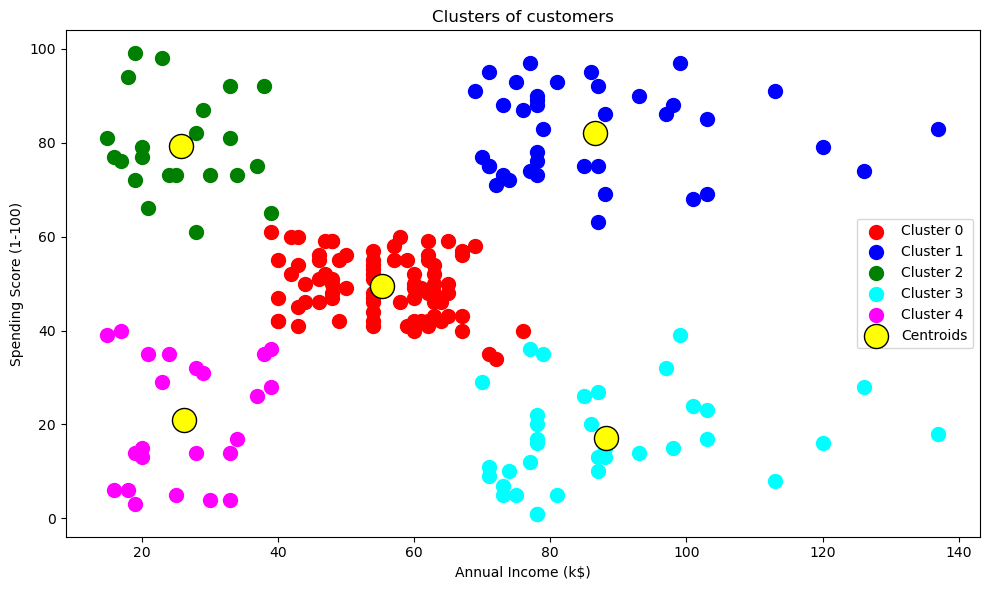 Clusters of customers
Spending Score (1-100)
100
80
60
40
20
0
Cluster 0
Cluster 1
Cluster 2
Cluster 3
Cluster 4
Centroids
20
40
60
80
100
120
140
Annual Income (k$)